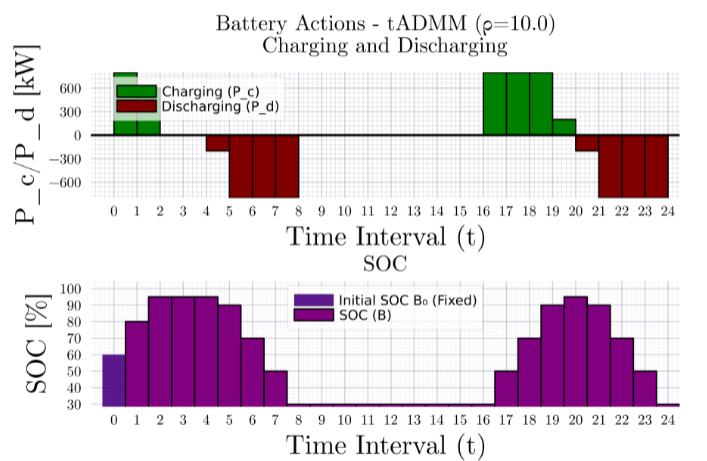 Battery Actions - tADMM (ρ=10.0)
Charging and Discharging
P_c/P_d [kW]
600
300
0
−300
−600
Charging (P_c)
Discharging (P_d)
0 1 2 3 4 5 6 7 8 9 10 11 12 13 14 15 16 17 18 19 20 21 22 23 24
Time Interval (t)
SOC
SOC [%]
100
90
80
70
60
50
40
30
Initial SOC B₀ (Fixed)
SOC (B)
0 1 2 3 4 5 6 7 8 9 10 11 12 13 14 15 16 17 18 19 20 21 22 23 24
Time Interval (t)